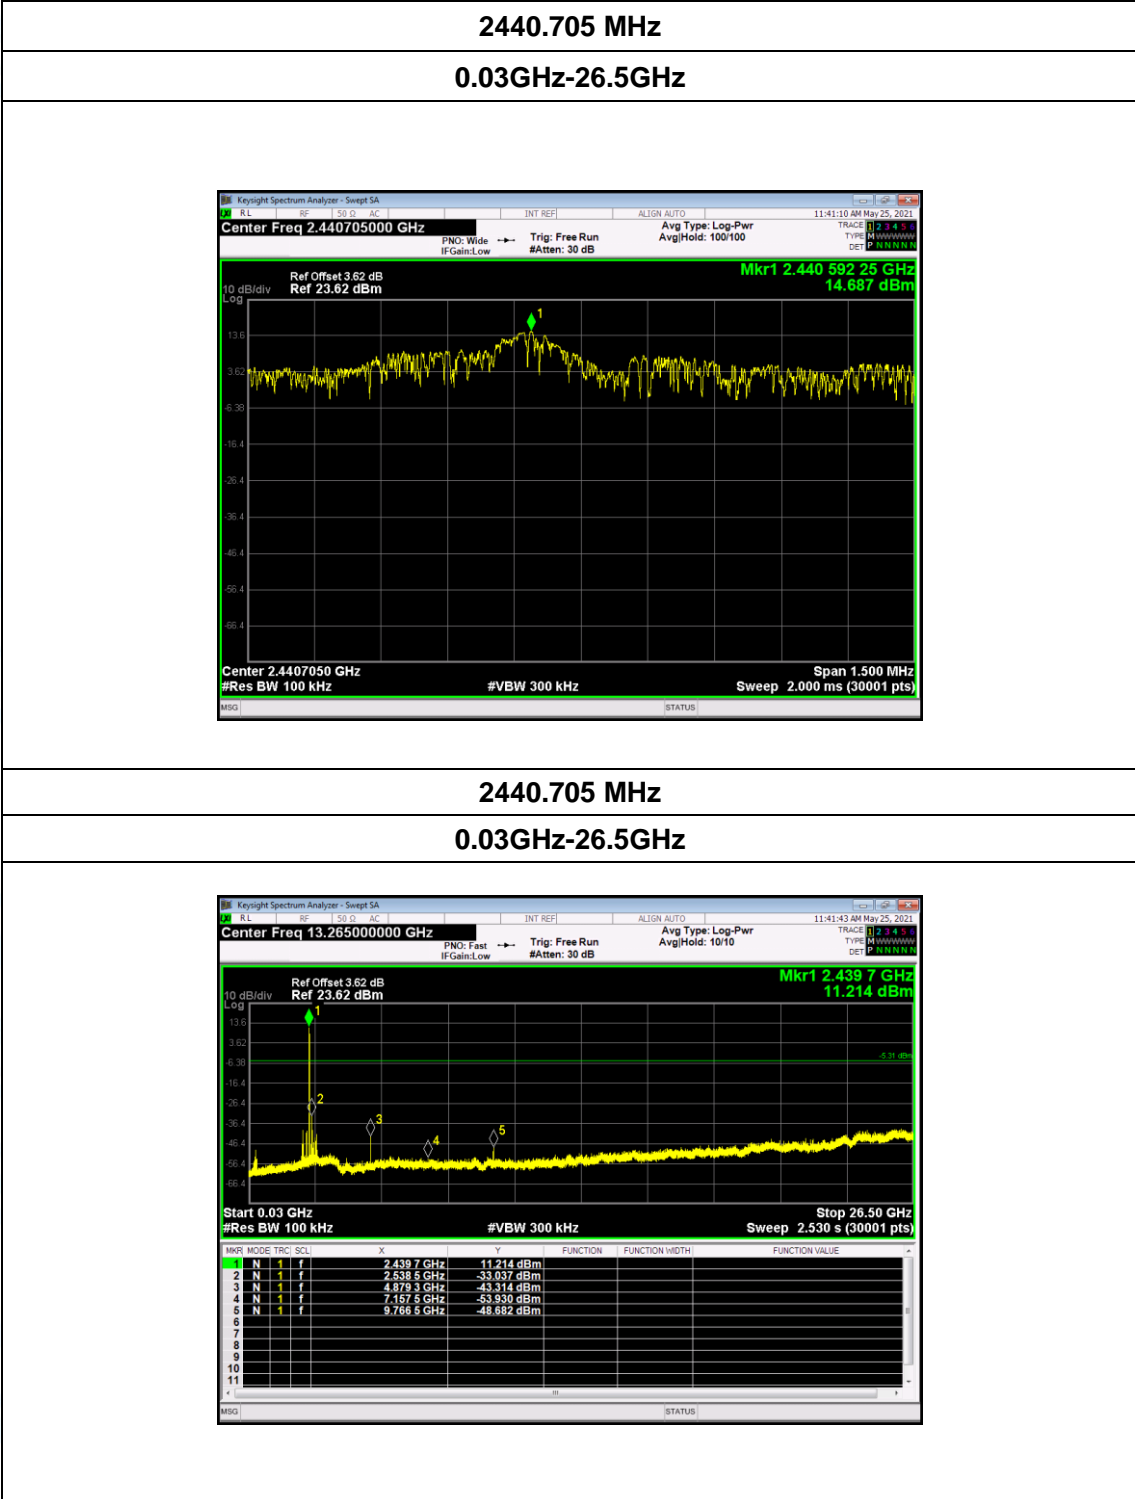 2440.705 MHz
0.03GHz-26.5GHz
Keysight Spectrum Analyzer - Swept SA
RL RF 50 Ω AC INT REF ALIGN AUTO 11:41:10 AM May 25, 2021
Center Freq 2.440705000 GHz
PNO: Wide
IFGain:Low
Trig: Free Run
#Atten: 30 dB
Avg Type: Log-Pwr
Avg|Hold: 100/100
TRACE 1 2 3 4 5 6
TYPE M W W W W W
DET P N N N N N
Ref Offset 3.62 dB
Ref 23.62 dBm
10 dB/div
Log
Mkr1 2.440 592 25 GHz
14.687 dBm
1
13.6
3.62
-6.38
-16.4
-26.4
-36.4
-46.4
-56.4
-66.4
Center 2.4407050 GHz
#Res BW 100 kHz
#VBW 300 kHz
Span 1.500 MHz
Sweep 2.000 ms (30001 pts)
MSG STATUS
2440.705 MHz
0.03GHz-26.5GHz
Keysight Spectrum Analyzer - Swept SA
RL RF 50 Ω AC INT REF ALIGN AUTO 11:41:43 AM May 25, 2021
Center Freq 13.265000000 GHz
PNO: Fast
IFGain:Low
Trig: Free Run
#Atten: 30 dB
Avg Type: Log-Pwr
Avg|Hold: 10/10
TRACE 1 2 3 4 5 6
TYPE M W W W W W
DET P N N N N N
Ref Offset 3.62 dB
Ref 23.62 dBm
10 dB/div
Log
Mkr1 2.439 7 GHz
11.214 dBm
1
2
3
4
5
-5.31 dBm
13.6
3.62
-6.38
-16.4
-26.4
-36.4
-46.4
-56.4
-66.4
Start 0.03 GHz
#Res BW 100 kHz
#VBW 300 kHz
Stop 26.50 GHz
Sweep 2.530 s (30001 pts)
MKR MODE TRC SCL X Y FUNCTION FUNCTION WIDTH FUNCTION VALUE
1 N 1 f 2.439 7 GHz 11.214 dBm
2 N 1 f 2.538 5 GHz -33.037 dBm
3 N 1 f 4.879 3 GHz -43.314 dBm
4 N 1 f 7.157 5 GHz -53.930 dBm
5 N 1 f 9.766 5 GHz -48.682 dBm
6
7
8
9
10
11
MSG STATUS